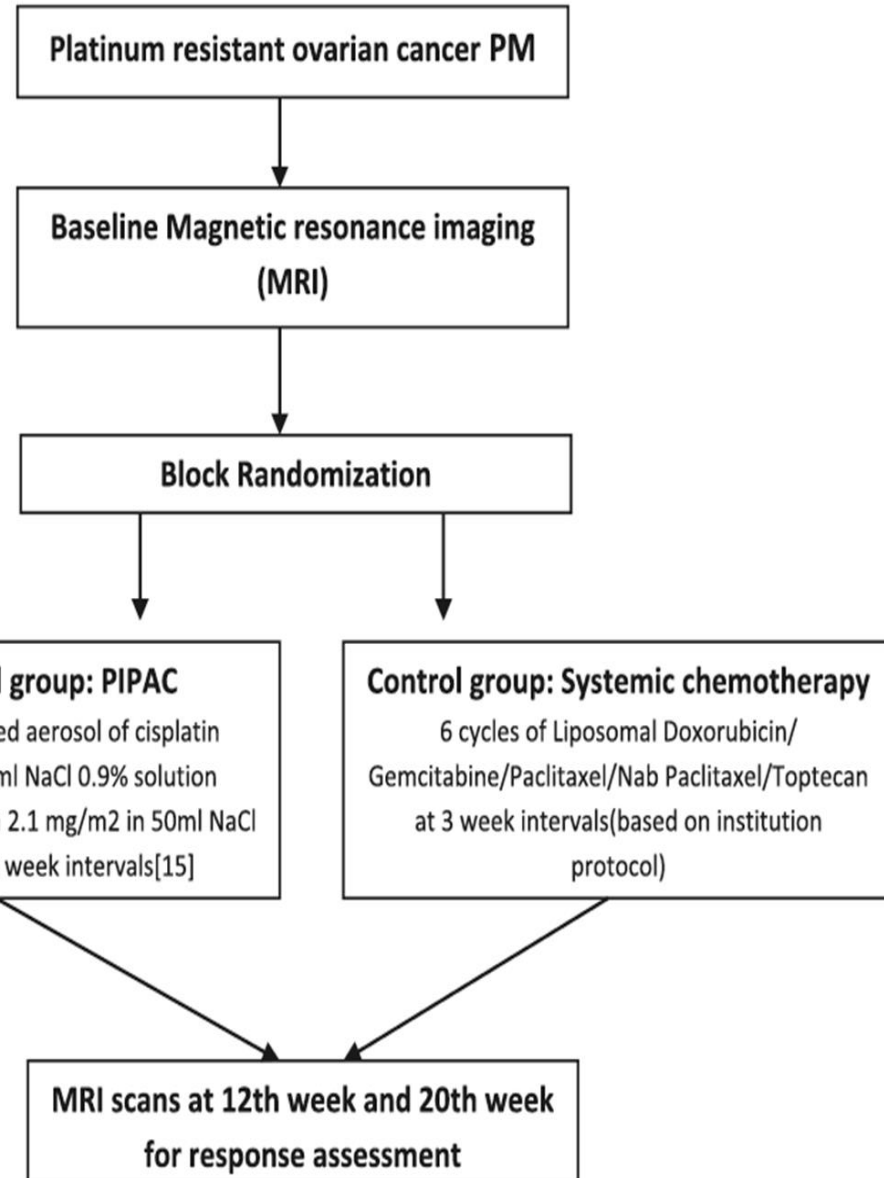 Platinum resistant ovarian cancer PM
Baseline Magnetic resonance imaging
(MRI)
Block Randomization
group: PIPAC
aerosol of cisplatin
ml NaCl 0.9% solution
2.1 mg/m2 in 50ml NaCl
week intervals[15]
Control group: Systemic chemotherapy
6 cycles of Liposomal Doxorubicin/
Gemcitabine/Paclitaxel/Nab Paclitaxel/Toptecan
at 3 week intervals(based on institution
protocol)
MRI scans at 12th week and 20th week
for response assessment